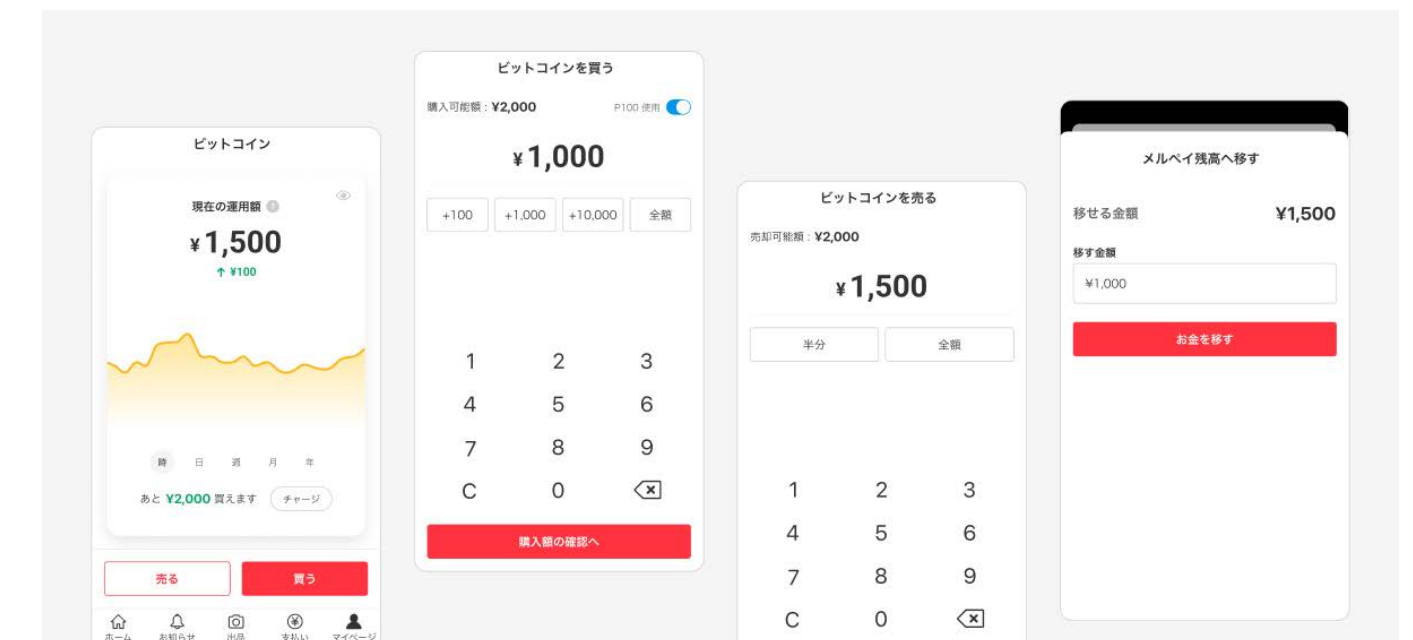 ビットコイン
現在の運用額
¥1,500
↑ ¥100
時 日 週 月 年
あと ¥2,000 買えます チャージ
売る 買う
ホーム お知らせ 出品 支払い マイページ
ビットコインを買う
購入可能額 : ¥2,000 P100 使用
¥1,000
+100 +1,000 +10,000 全額
1 2 3
4 5 6
7 8 9
C 0
購入額の確認へ
ビットコインを売る
売却可能額 : ¥2,000
¥1,500
半分 全額
1 2 3
4 5 6
7 8 9
C 0
メルペイ残高へ移す
移せる金額 ¥1,500
移す金額
¥1,000
お金を移す